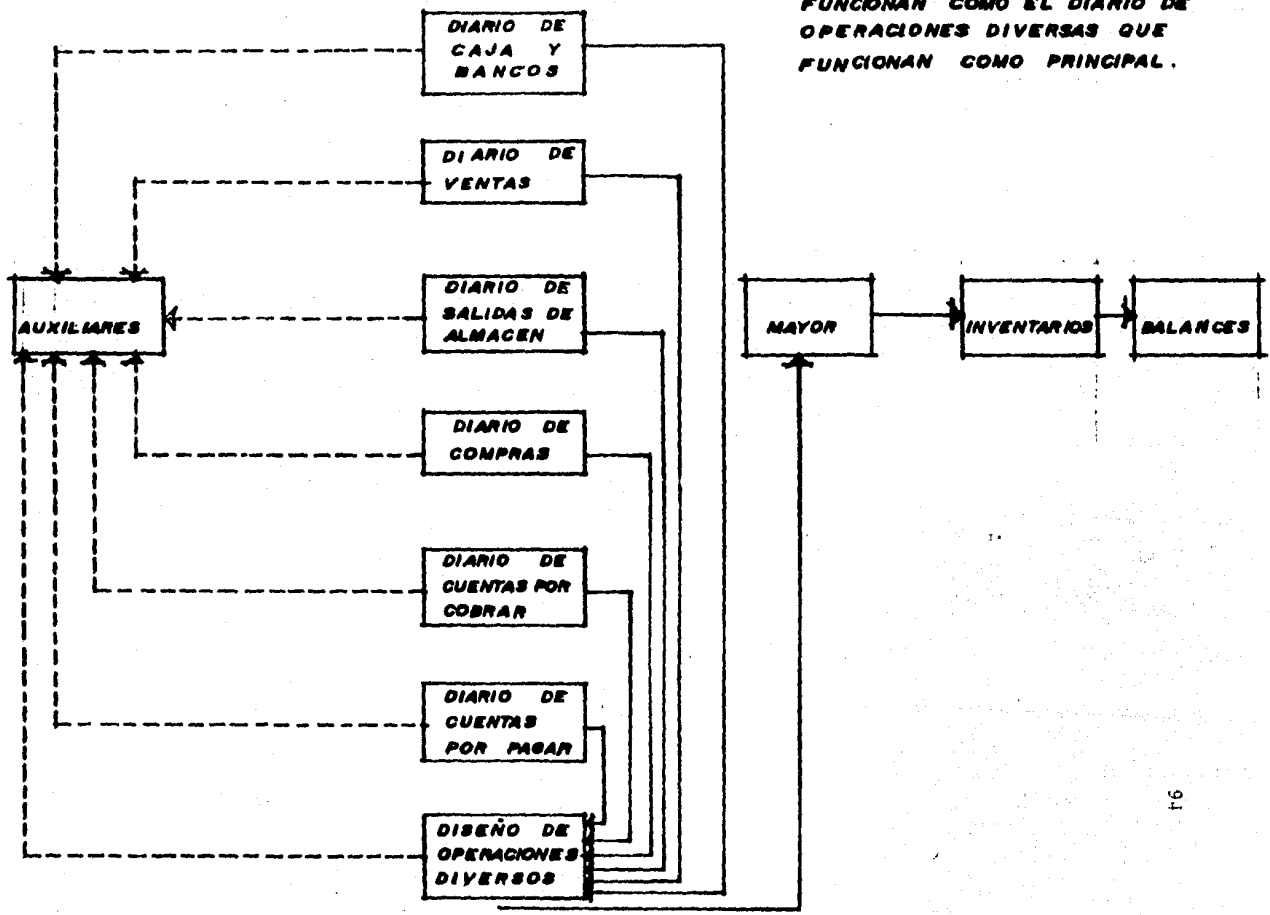 FUNCIONAN COMO EL DIARIO DE
OPERACIONES DIVERSAS QUE
FUNCIONAN COMO PRINCIPAL.
DIARIO DE
CAJA Y
BANCOS
DIARIO DE
VENTAS
DIARIO DE
SALIDAS DE
ALMACEN
AUXILIARES
MAYOR
INVENTARIOS
BALANCES
DIARIO DE
COMPRAS
DIARIO DE
CUENTAS POR
COBRAR
DIARIO DE
CUENTAS
POR PAGAR
DISEÑO DE
OPERACIONES
DIVERSOS